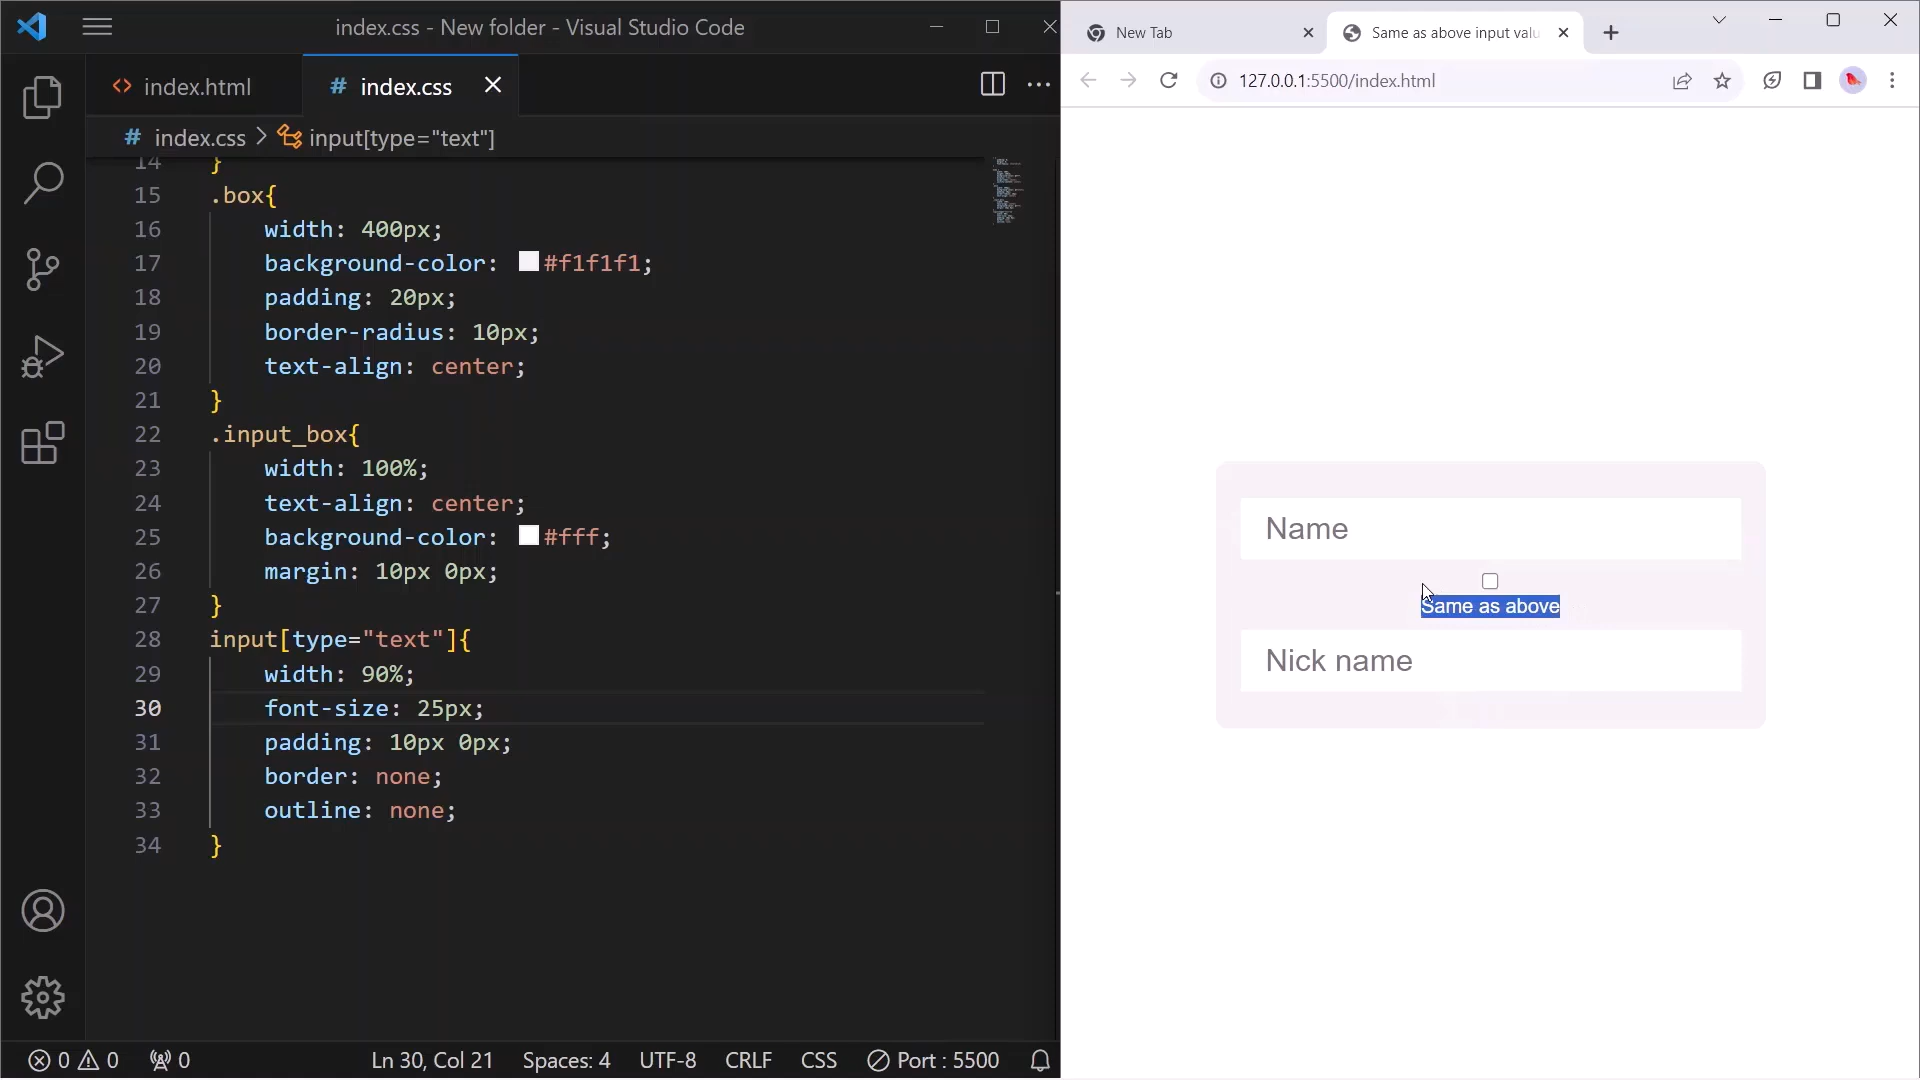 index.css - New folder - Visual Studio Code
index.html
# index.css
# index.css > input[type="text"]
14 }
15 .box{
16 width: 400px;
17 background-color: #f1f1f1;
18 padding: 20px;
19 border-radius: 10px;
20 text-align: center;
21 }
22 .input_box{
23 width: 100%;
24 text-align: center;
25 background-color: #fff;
26 margin: 10px 0px;
27 }
28 input[type="text"]{
29 width: 90%;
30 font-size: 25px;
31 padding: 10px 0px;
32 border: none;
33 outline: none;
34 }
0 0 0 Ln 30, Col 21 Spaces: 4 UTF-8 CRLF CSS Port : 5500
New Tab
Same as above input valu
127.0.0.1:5500/index.html
Name
Same as above
Nick name